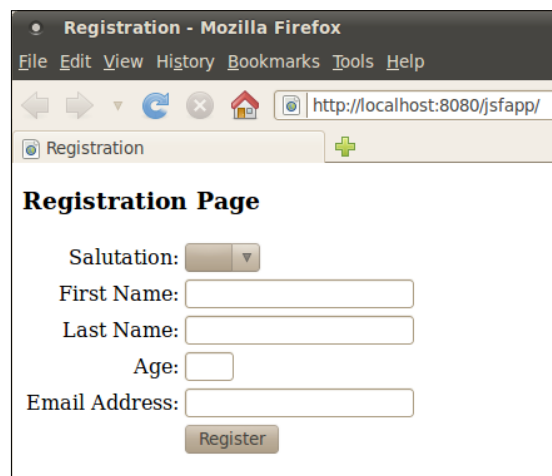 Registration - Mozilla Firefox
File Edit View History Bookmarks Tools Help
http://localhost:8080/jsfapp/
Registration
Registration Page
Salutation:
First Name:
Last Name:
Age:
Email Address:
Register